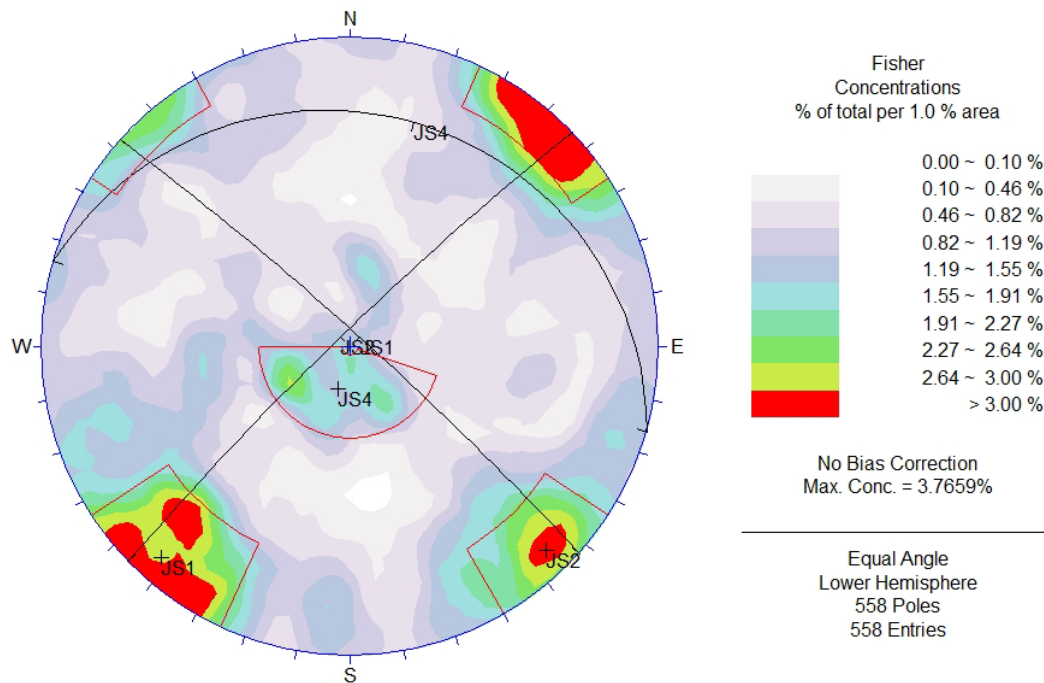 N
JS4
W
JS1
E
JS4
JS1
JS2
S
Fisher
Concentrations
% of total per 1.0 % area
0.00 ~ 0.10 %
0.10 ~ 0.46 %
0.46 ~ 0.82 %
0.82 ~ 1.19 %
1.19 ~ 1.55 %
1.55 ~ 1.91 %
1.91 ~ 2.27 %
2.27 ~ 2.64 %
2.64 ~ 3.00 %
> 3.00 %
No Bias Correction
Max. Conc. = 3.7659%
Equal Angle
Lower Hemisphere
558 Poles
558 Entries